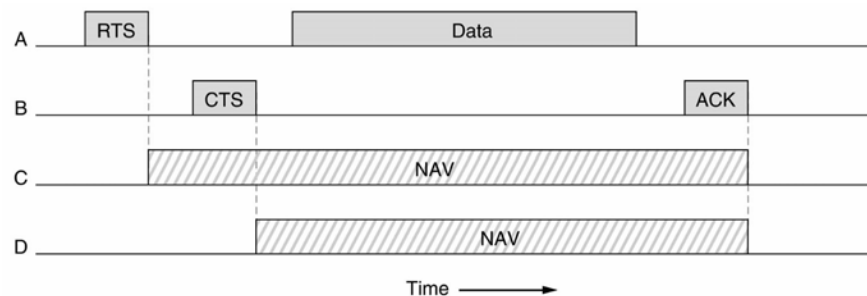 A RTS Data
B CTS ACK
C NAV
D NAV
Time